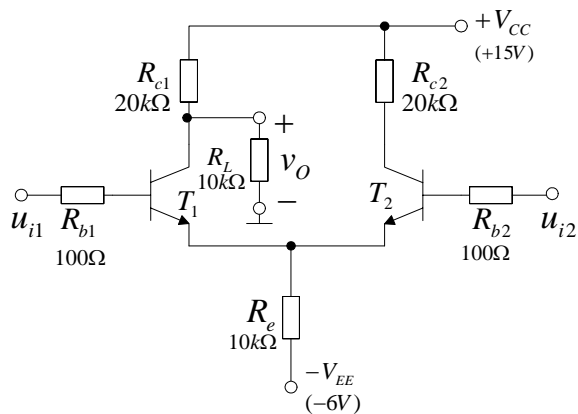 +V_CC
(+15V)
R_c1
20kΩ
R_c2
20kΩ
+
R_L
10kΩ
v_O
−
T_1
T_2
u_i1
R_b1
100Ω
R_b2
100Ω
u_i2
R_e
10kΩ
−V_EE
(−6V)